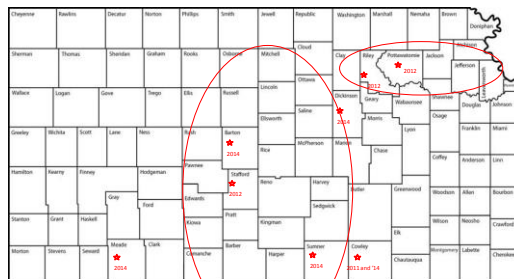 Cheyenne Rawlins Decatur Norton Phillips Smith Jewell Republic Washington Marshall Nemaha Brown Doniphan
Sherman Thomas Sheridan Graham Rooks Osborne Mitchell Cloud Clay Riley Pottawatomie Jackson Atchison
2012 Jefferson Leavenworth
Wallace Logan Gove Trego Ellis Russell Lincoln Ottawa Dickinson 2012 Geary Wabaunsee Shawnee Douglas Johnson
Saline 2014 Morris Osage
Greeley Wichita Scott Lane Ness Rush Barton Ellsworth McPherson Marion Lyon Franklin Miami
2014 Rice Chase
Hamilton Kearny Finney Hodgeman Pawnee Stafford Coffey Anderson Linn
Gray Edwards 2012 Reno Harvey Butler Greenwood Woodson Allen Bourbon
Ford Sedgwick
Stanton Grant Haskell Kiowa Pratt Kingman Elk Wilson Neosho Crawford
Morton Stevens Seward Meade Clark Comanche Barber Harper Sumner Cowley Chautauqua Montgomery Labette Cherokee
2014 2014 2013 and '14